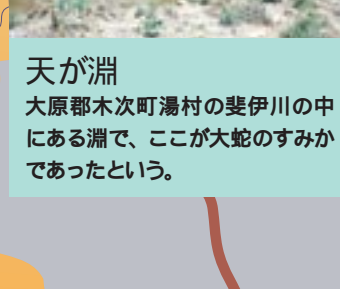 天が淵
大原郡木次町湯村の斐伊川の中
にある淵で、ここが大蛇のすみか
であったという。